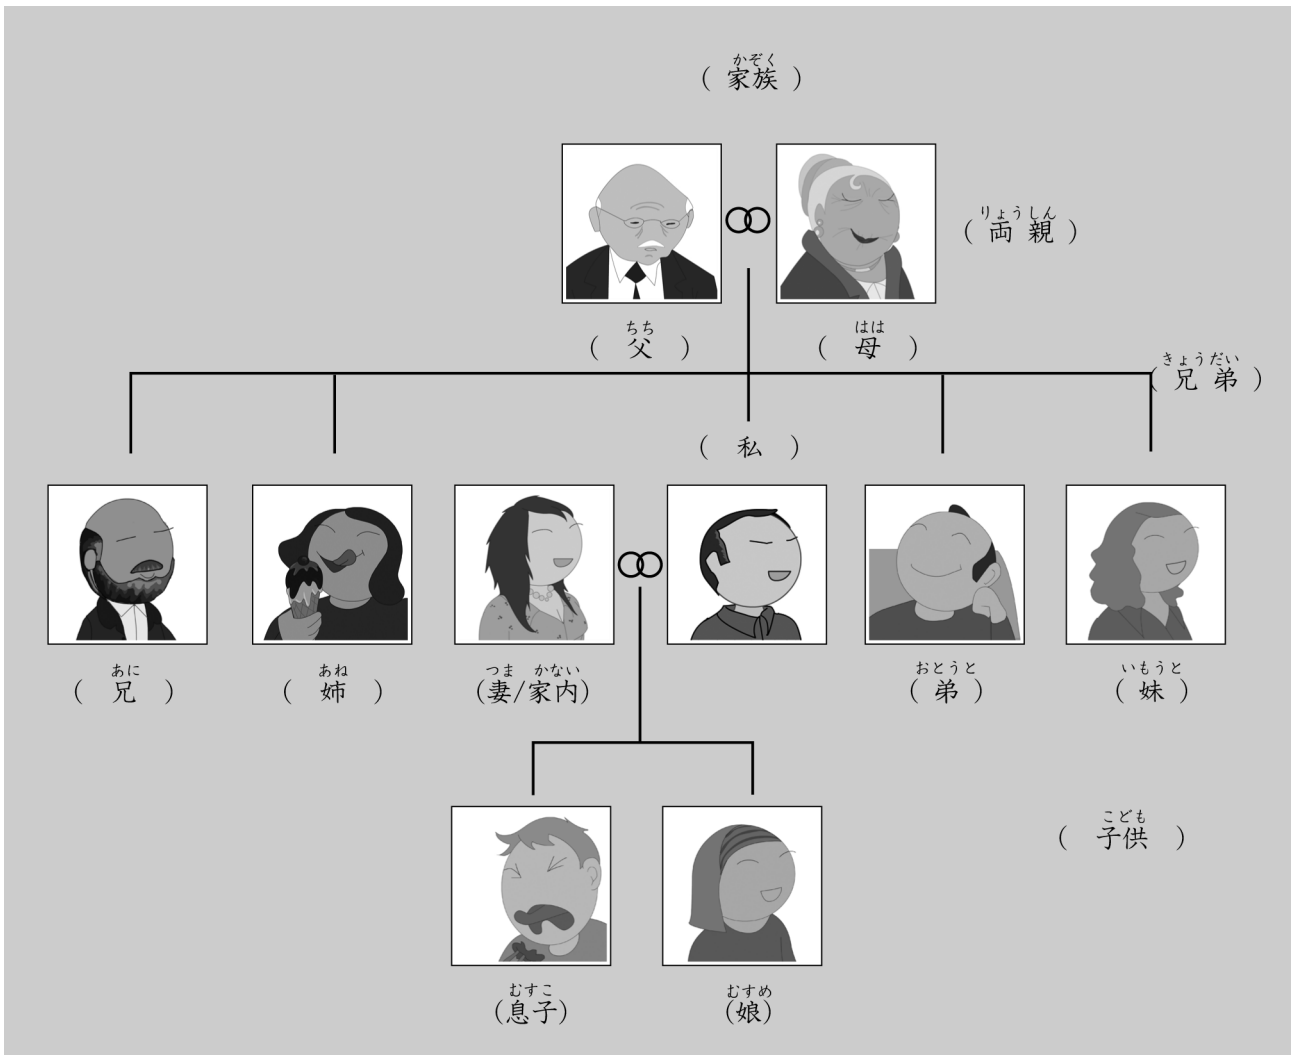 かぞく
( 家族 )
りょうしん
( 両親 )
ちち はは
( 父 ) ( 母 )
きょうだい
( 兄弟 )
( 私 )
あに あね つま かない おとうと いもうと
( 兄 ) ( 姉 ) (妻/家内) ( 弟 ) ( 妹 )
こども
( 子供 )
むすこ むすめ
(息子) (娘)